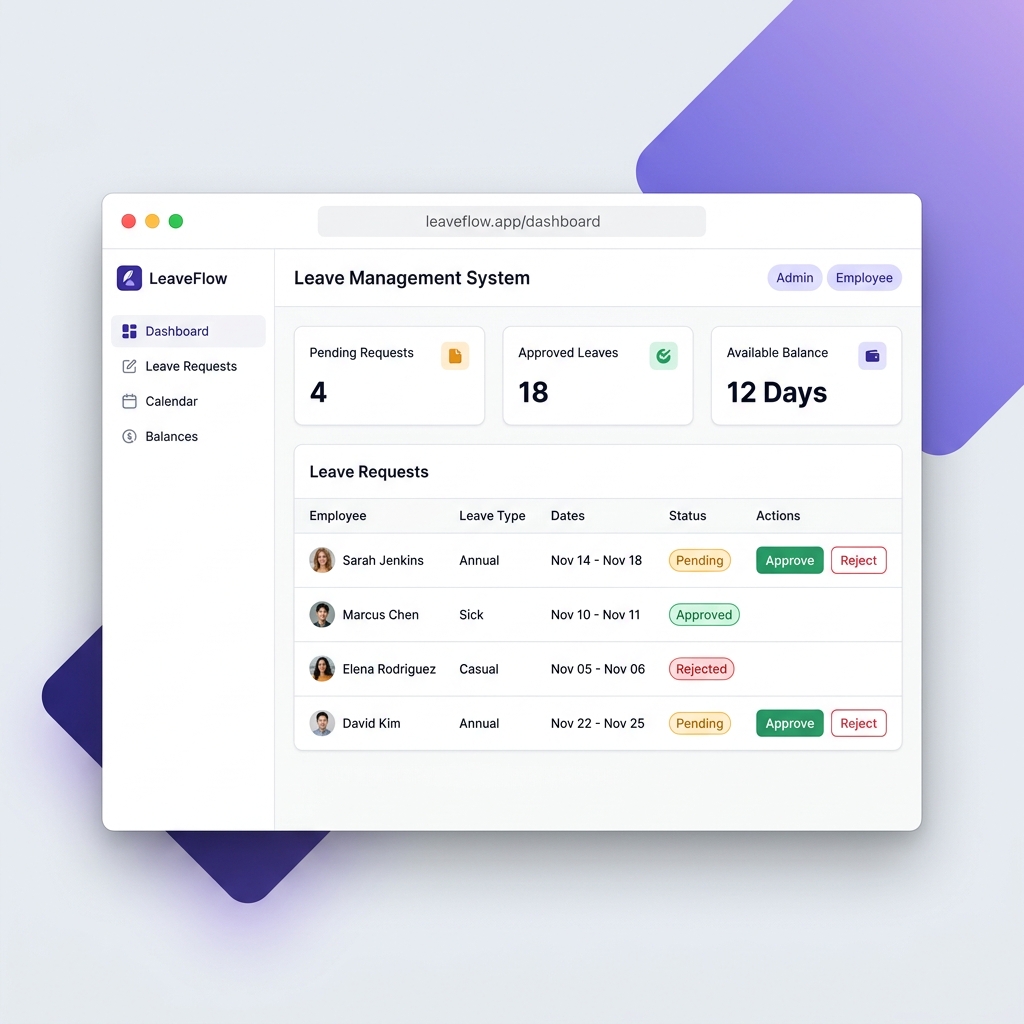 leaveflow.app/dashboard
LeaveFlow
Dashboard
Leave Requests
Calendar
Balances
Leave Management System
Admin Employee
Pending Requests
4
Approved Leaves
18
Available Balance
12 Days
Leave Requests
Employee Leave Type Dates Status Actions
Sarah Jenkins Annual Nov 14 - Nov 18 Pending Approve Reject
Marcus Chen Sick Nov 10 - Nov 11 Approved
Elena Rodriguez Casual Nov 05 - Nov 06 Rejected
David Kim Annual Nov 22 - Nov 25 Pending Approve Reject